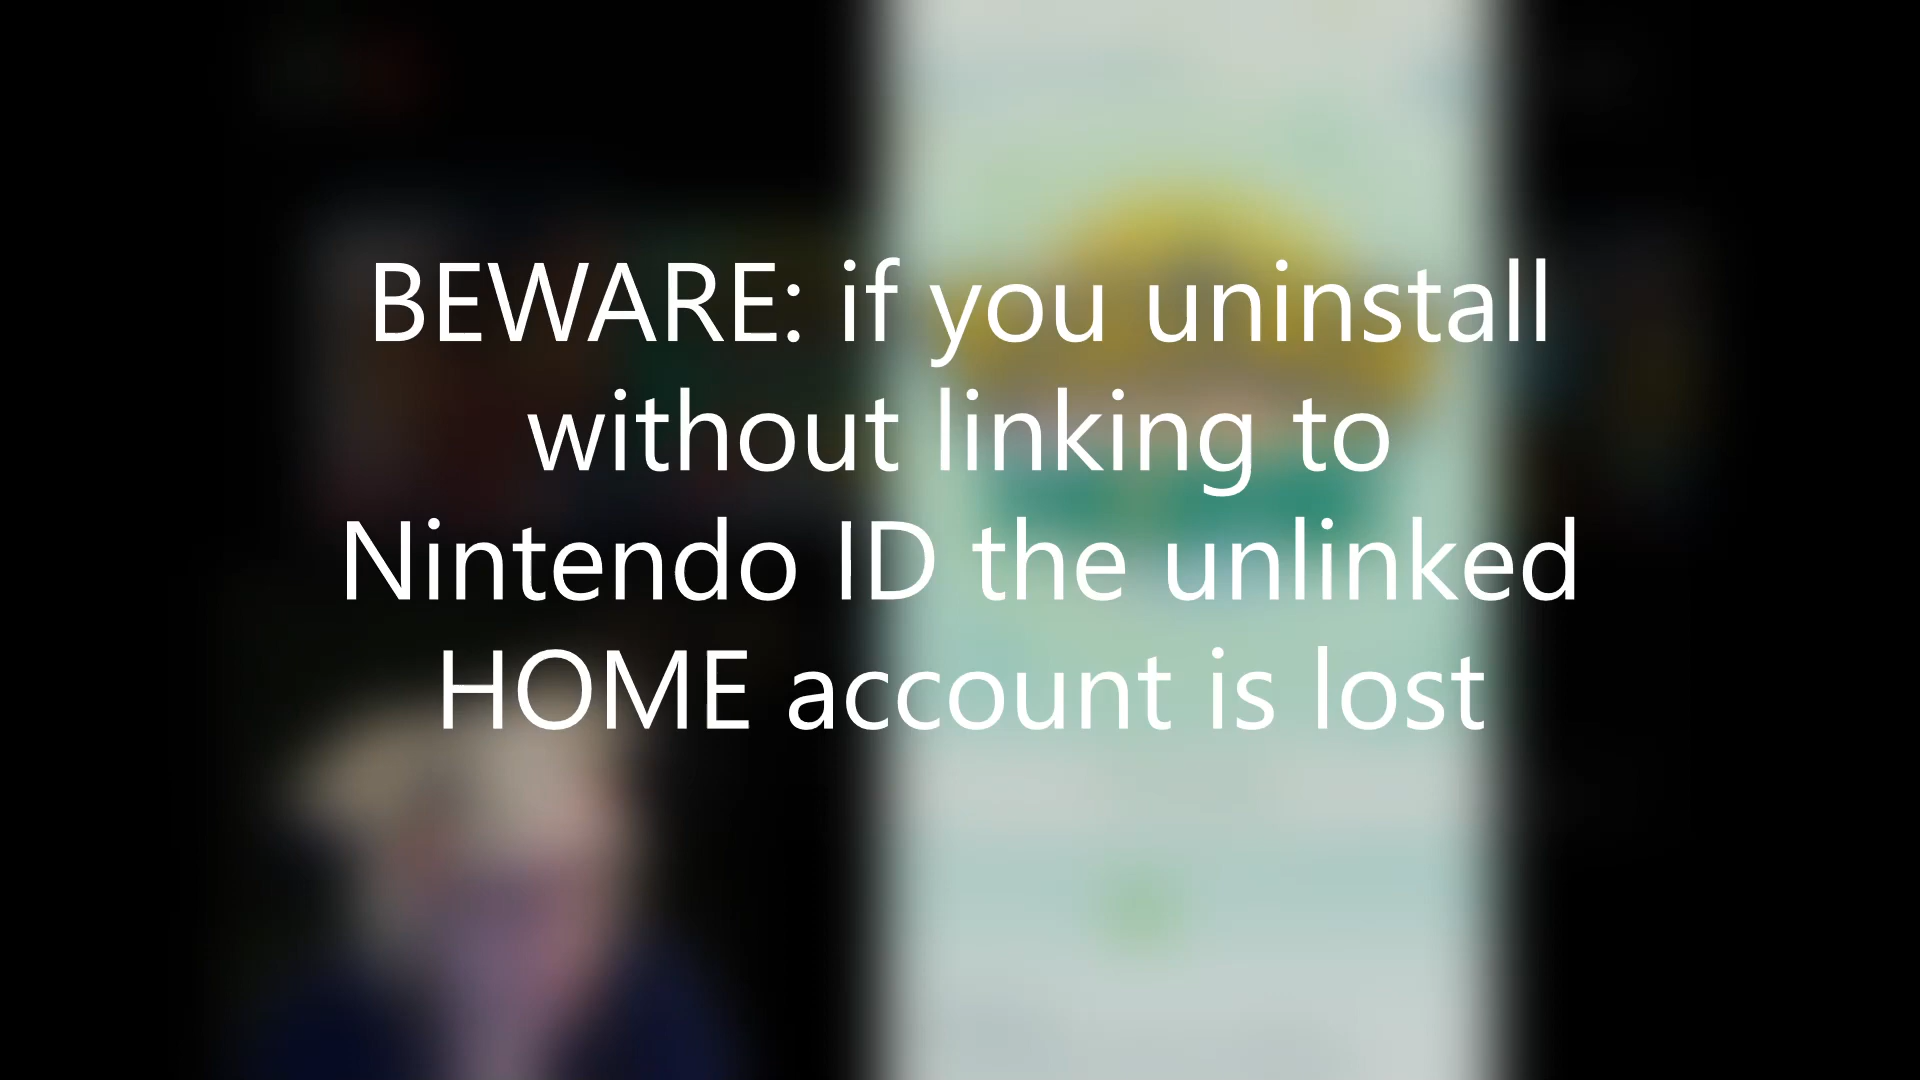 BEWARE: if you uninstall
without linking to
Nintendo ID the unlinked
HOME account is lost